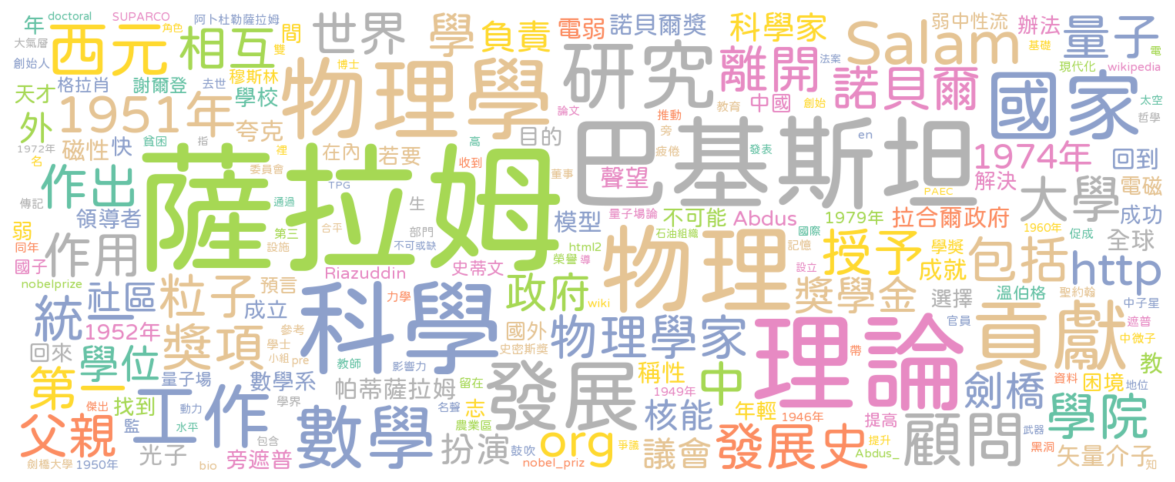 年 doctoral SUPARCO 阿卜杜勒薩拉姆 間 世界 學 負責 電弱 諾貝爾獎 科學家 弱中性流 辦法 量子 電
大氣層 角色 西元 相互 雙 Salam 基礎 法案 現代化 wikipedia
創始人 格拉肖 謝爾登 去世 穆斯林 博士 物理學 研究 離開 諾貝爾 國家 太空
天才 學校 論文 教育 中國 創始 哲學
外 1951年 夸克 目的 推動 旁 en
1972年 貧困 指 高 疲倦 發表 1974年 回到
名 磁性 快 裡 在內 若要 收到 巴基斯坦 解決 電磁
作出 委員會 薩拉姆 董事 聲望 大學
傳記 領導者 TPG 生 模型 量子場論 不可能 Abdus 1979年 PAEC 拉合爾政府 成功
弱 通過 第三 合平 部門 石油組織 國際 1960年 促成
同年 作用 設施 不可或缺 html2 榮譽 導 物理 記憶 授予 學獎 包括 全球
國子 Riazuddin 史蒂文 設立 成就 http
nobelprize 社區 粒子 預言 科學 政府 wiki 獎學金 選擇 溫伯格 聖約翰 中子星
統一 成立 力學 國外 物理學家 理論 官員 貢獻 遮普
1952年 獎項 參考 史密斯獎 帶 中微子
回來 學位 學士 小組 pre 教師 影響力 稱性 教
量子場 數學系 帕蒂薩拉姆 留在 發展 中 1949年 劍橋 資料 困境 地位
第一 找到 工作 學界 名聲 志 核能 年輕 1946年 提高 學院 武器
傑出 監 動力 水平 數學 農業區 org 爭議 顧問 黑洞
父親 光子 旁遮普 扮演 鼓吹 議會 發展史 提升 矢量介子
劍橋大學 1950年 bio 包含 nobel_priz Abdus_ 知